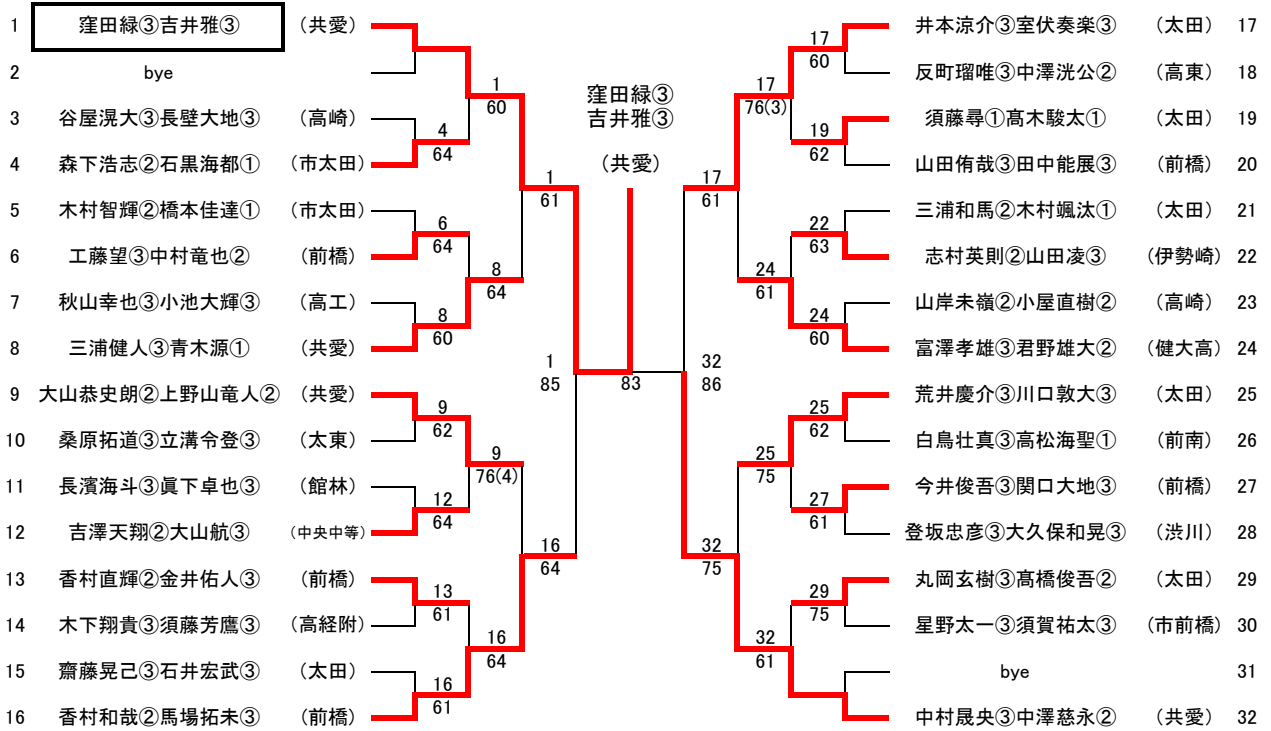 1 窪田緑③吉井雅③ （共愛）
2 bye
3 谷屋滉大③長壁大地③ （高崎）
4 森下浩志②石黒海都① （市太田）
5 木村智輝②橋本佳達① （市太田）
6 工藤望③中村竜也② （前橋）
7 秋山幸也③小池大輝③ （高工）
8 三浦健人③青木源① （共愛）
9 大山恭史朗②上野山竜人② （共愛）
10 桑原拓道③立溝令登③ （太東）
11 長濱海斗③眞下卓也③ （館林）
12 吉澤天翔②大山航③ （中央中等）
13 香村直輝②金井佑人③ （前橋）
14 木下翔貴③須藤芳鷹③ （高経附）
15 齋藤晃己③石井宏武③ （太田）
16 香村和哉②馬場拓未③ （前橋）
4
64
6
64
8
60
9
62
12
64
13
61
16
61
1
60
8
64
9
76(4)
16
64
1
61
16
64
1
85
窪田緑③
吉井雅③
（共愛）
83
32
86
17
61
32
75
17
76(3)
24
61
25
75
32
61
17
60
19
62
22
63
24
60
25
62
27
61
29
75
井本涼介③室伏奏楽③ （太田） 17
反町瑠唯③中澤洸公② （高東） 18
須藤尋①髙木駿太① （太田） 19
山田侑哉③田中能展③ （前橋） 20
三浦和馬②木村颯汰① （太田） 21
志村英則②山田凌③ （伊勢崎） 22
山岸未嶺②小屋直樹② （高崎） 23
富澤孝雄③君野雄大② （健大高） 24
荒井慶介③川口敦大③ （太田） 25
白鳥壮真③高松海聖① （前南） 26
今井俊吾③関口大地③ （前橋） 27
登坂忠彦③大久保和晃③ （渋川） 28
丸岡玄樹③髙橋俊吾② （太田） 29
星野太一③須賀祐太③ （市前橋） 30
bye 31
中村晟央③中澤慈永② （共愛） 32